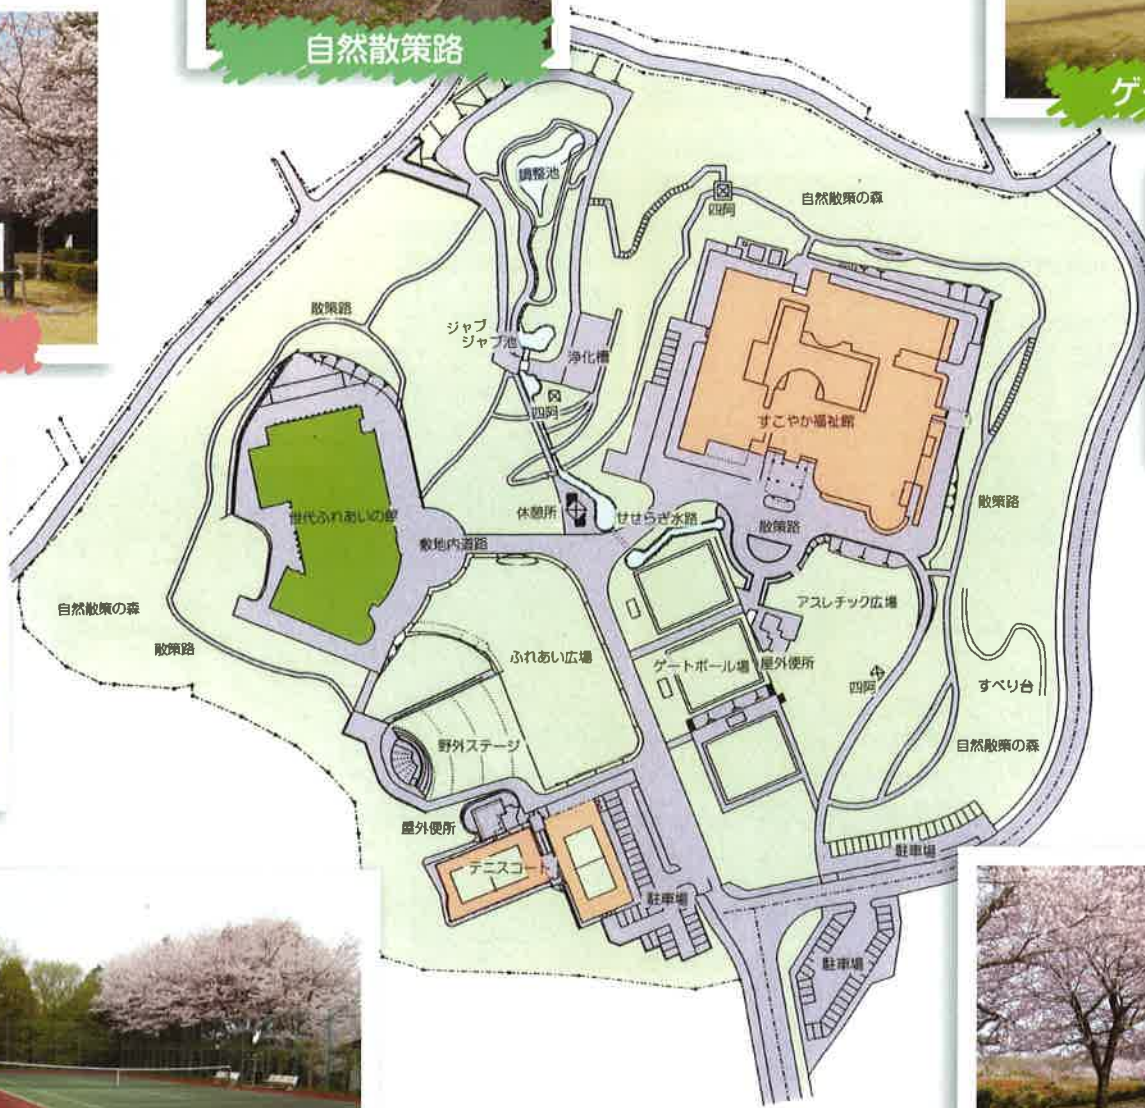 自然散策路
ゲ
調整池
四阿
自然散策の森
散策路
ジャブ
ジャブ池
浄化槽
四阿
すこやか福祉館
世代ふれあいの館
休憩所
せせらぎ水路
散策路
散策路
敷地内道路
自然散策の森
散策路
ふれあい広場
アスレチック広場
ゲートボール場
屋外便所
四阿
すべり台
野外ステージ
自然散策の森
屋外便所
テニスコート
駐車場
駐車場
駐車場